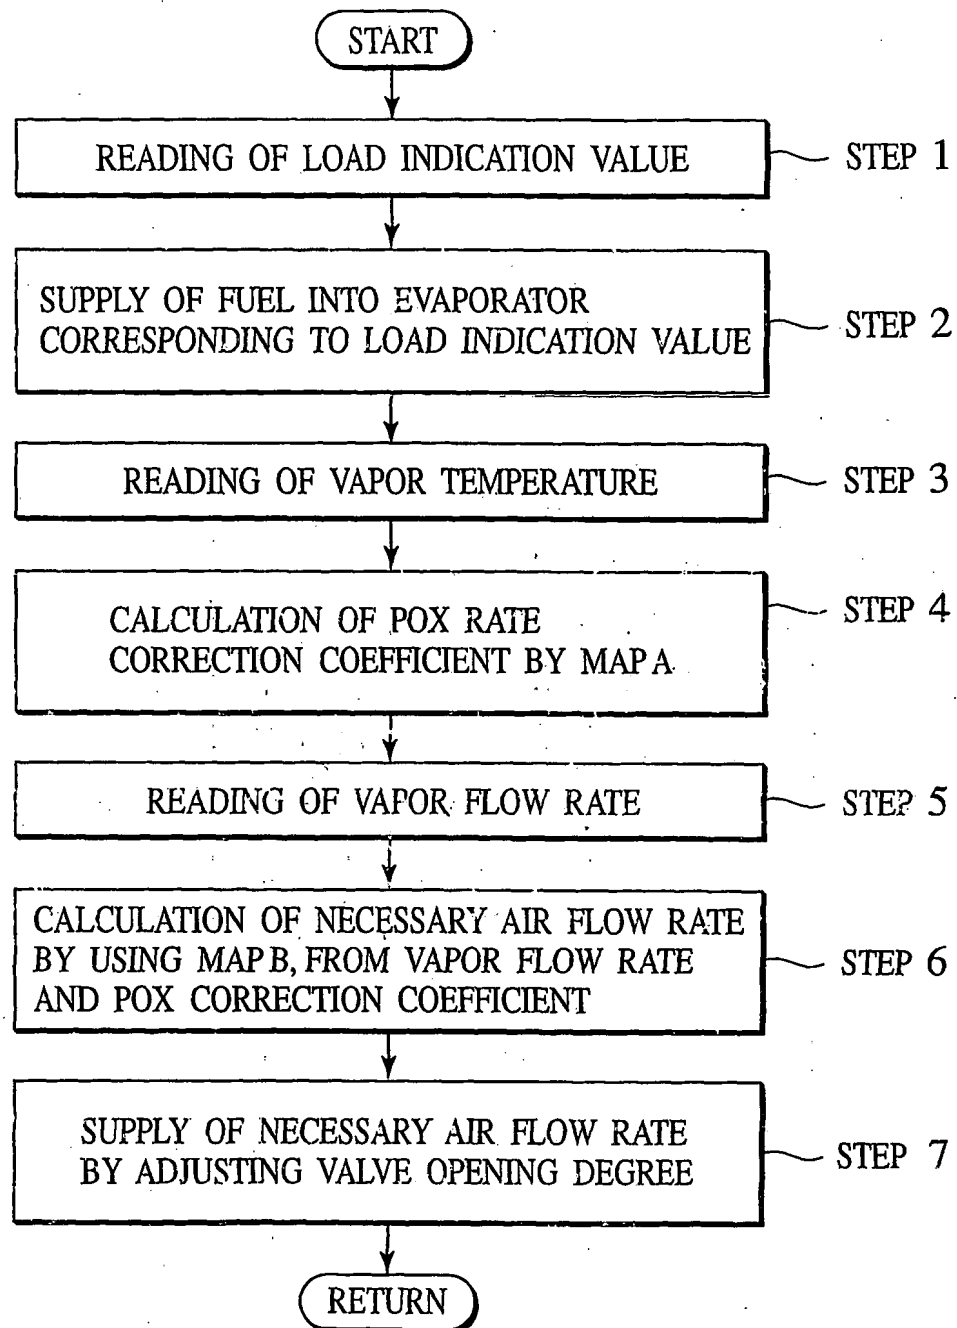 START
READING OF LOAD INDICATION VALUE
STEP 1
SUPPLY OF FUEL INTO EVAPORATOR
CORRESPONDING TO LOAD INDICATION VALUE
STEP 2
READING OF VAPOR TEMPERATURE
STEP 3
CALCULATION OF POX RATE
CORRECTION COEFFICIENT BY MAP A
STEP 4
READING OF VAPOR FLOW RATE
STEP 5
CALCULATION OF NECESSARY AIR FLOW RATE
BY USING MAP B, FROM VAPOR FLOW RATE
AND POX CORRECTION COEFFICIENT
STEP 6
SUPPLY OF NECESSARY AIR FLOW RATE
BY ADJUSTING VALVE OPENING DEGREE
STEP 7
RETURN